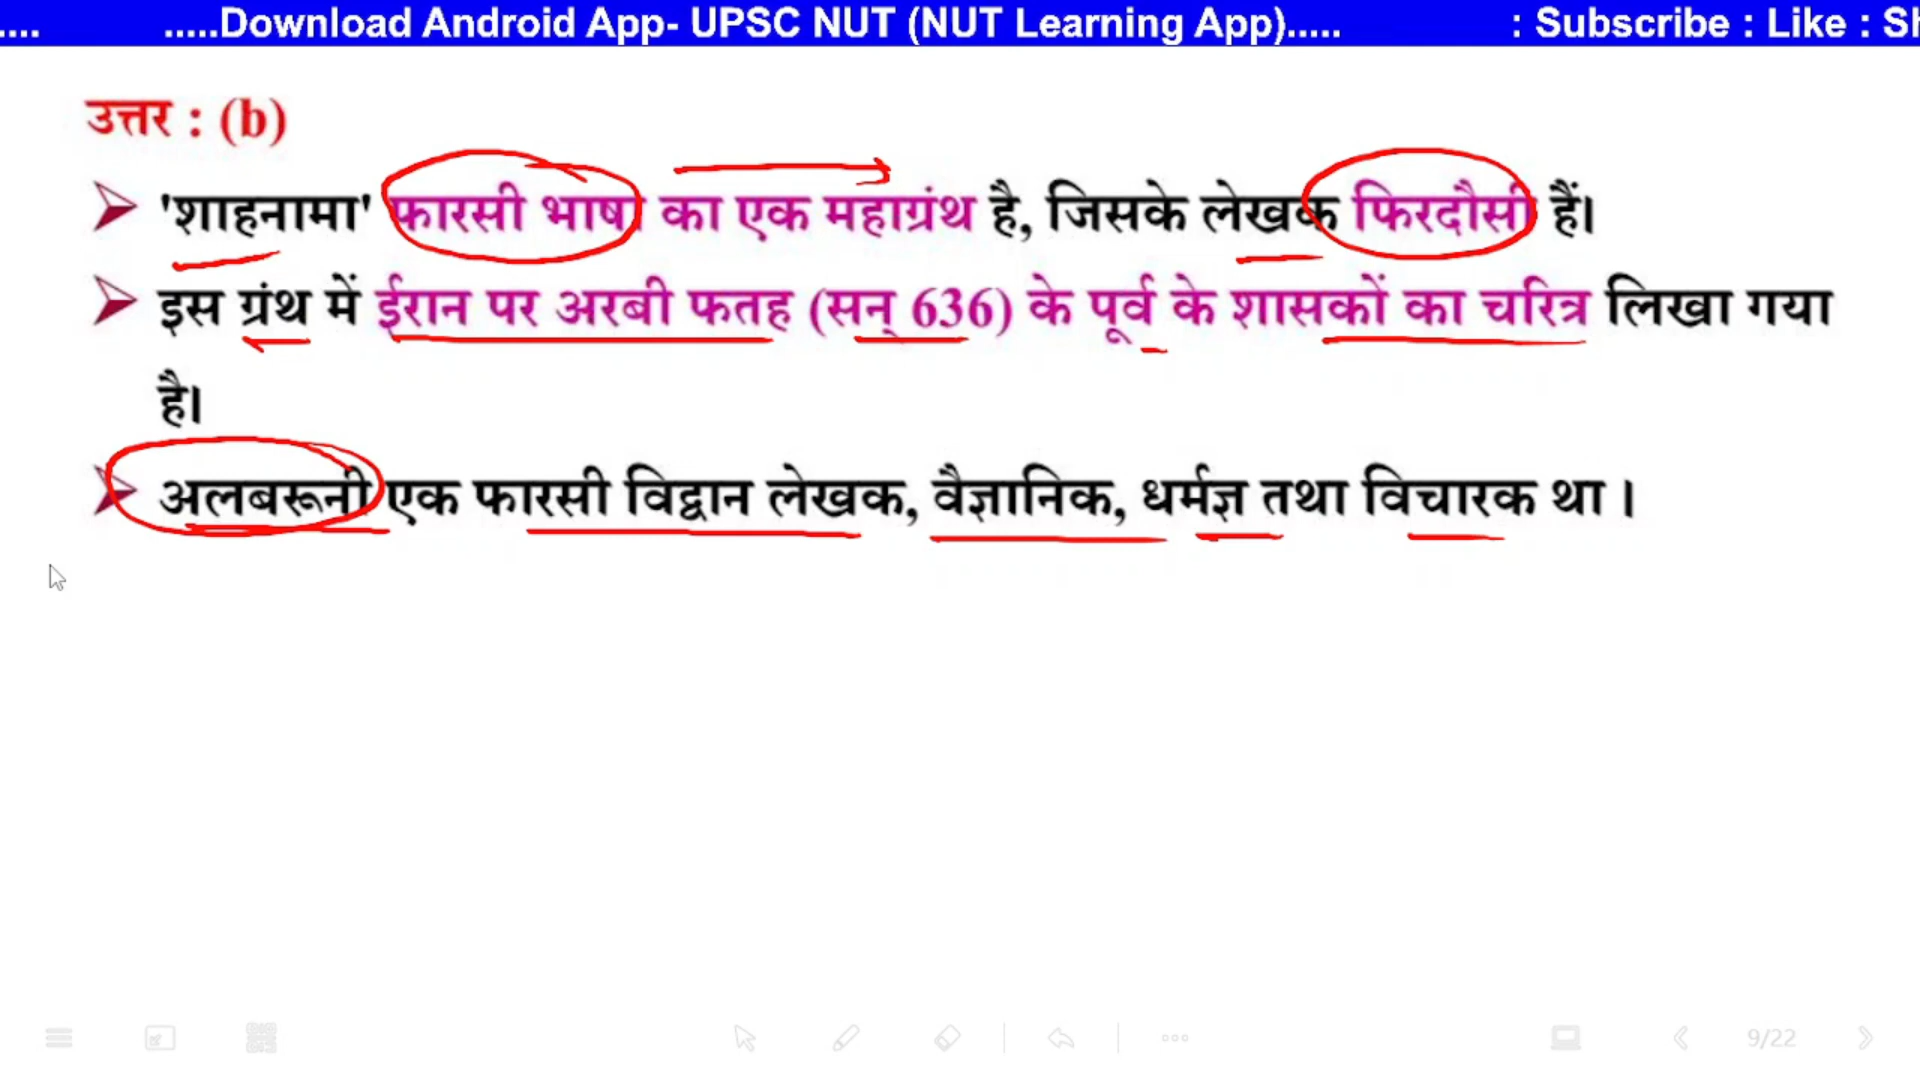 .... .....Download Android App- UPSC NUT (NUT Learning App)..... : Subscribe : Like : Sh
उत्तर : (b)
'शाहनामा' फारसी भाषा का एक महाग्रंथ है, जिसके लेखक फिरदौसी हैं।
इस ग्रंथ में ईरान पर अरबी फतह (सन् 636) के पूर्व के शासकों का चरित्र लिखा गया
है।
अलबरूनी एक फारसी विद्वान लेखक, वैज्ञानिक, धर्मज्ञ तथा विचारक था ।
9/22